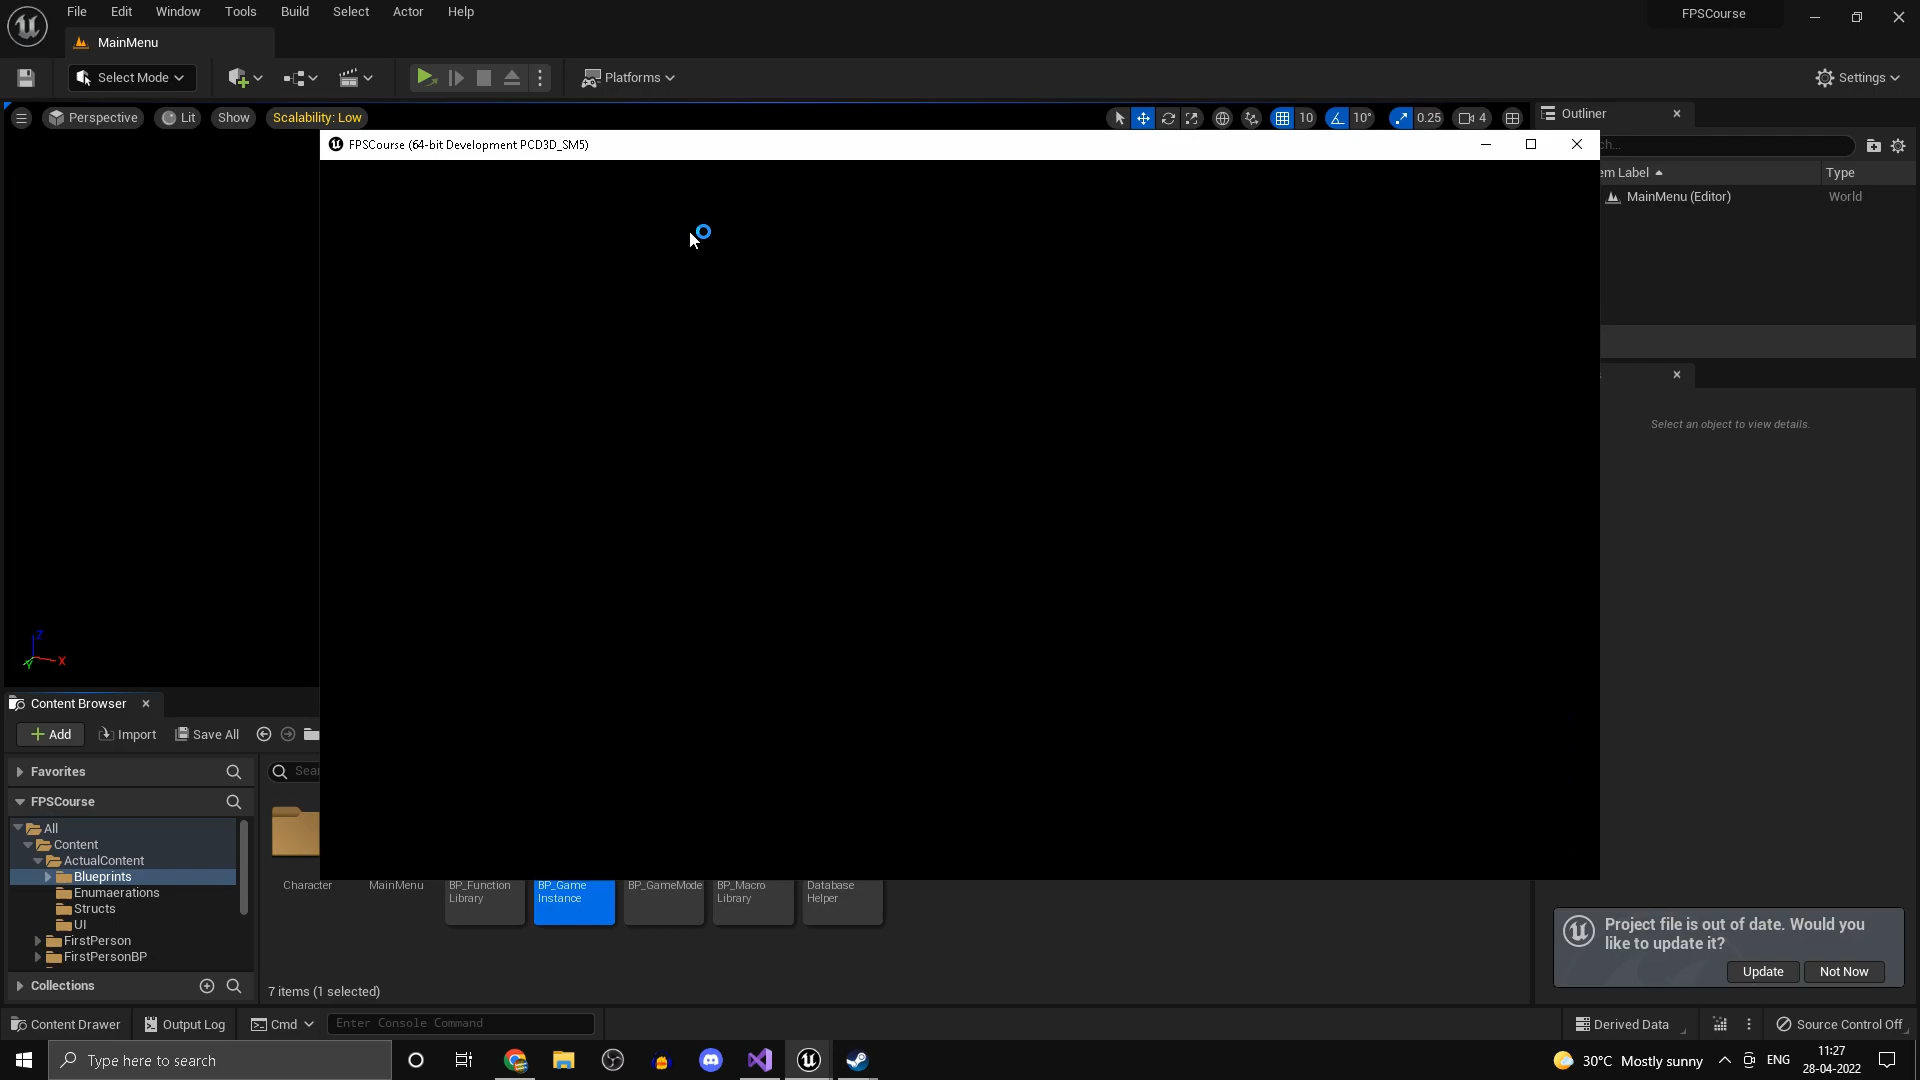 File Edit Window Tools Build Select Actor Help
FPSCourse
MainMenu
Select Mode
Platforms
Settings
Perspective
Lit
Show
Scalability: Low
10
10°
0.25
4
Outliner
FPSCourse (64-bit Development PCD3D_SM5)
ch...
em Label
Type
MainMenu (Editor)
World
Select an object to view details.
Z
X
Y
Content Browser
Add
Import
Save All
Favorites
Sear
FPSCourse
All
Content
ActualContent
Blueprints
Enumaerations
Structs
UI
FirstPerson
FirstPersonBP
Collections
Character
MainMenu
BP_Function
Library
BP_Game
Instance
BP_GameMode
BP_Macro
Library
Database
Helper
7 items (1 selected)
Project file is out of date. Would you
like to update it?
Update
Not Now
Content Drawer
Output Log
Cmd
Enter Console Command
Derived Data
Source Control Off
Type here to search
30°C Mostly sunny
ENG
11:27
28-04-2022